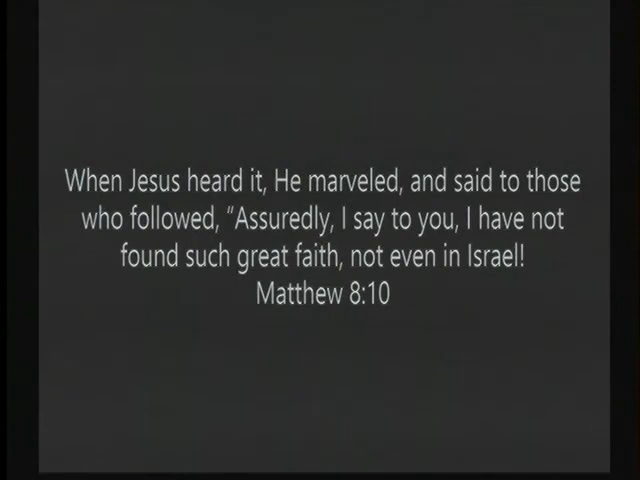 When Jesus heard it, He marveled, and said to those
who followed, “Assuredly, I say to you, I have not
found such great faith, not even in Israel!
Matthew 8:10